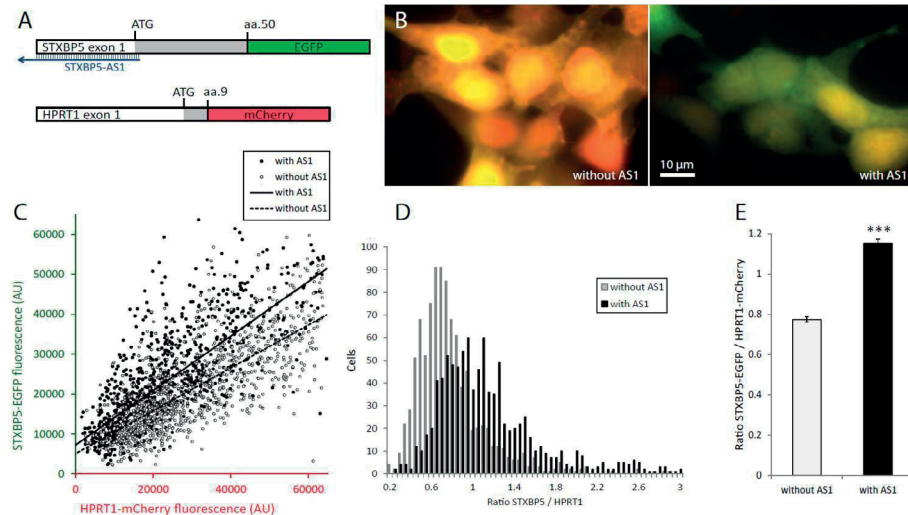 A
ATG
aa.50
STXBP5 exon 1
EGFP
STXBP5-AS1
ATG
aa.9
HPRT1 exon 1
mCherry
B
without AS1
10 µm
with AS1
C
with AS1
without AS1
with AS1
without AS1
STXBP5-EGFP fluorescence (AU)
60000
50000
40000
30000
20000
10000
0
0 20000 40000 60000
HPRT1-mCherry fluorescence (AU)
D
without AS1
with AS1
Cells
100
90
80
70
60
50
40
30
20
10
0
0.2 0.6 1 1.4 1.8 2.2 2.6 3
Ratio STXBP5 / HPRT1
E
***
Ratio STXBP5-EGFP / HPRT1-mCherry
1.2
1
0.8
0.6
0.4
0.2
0
without AS1 with AS1